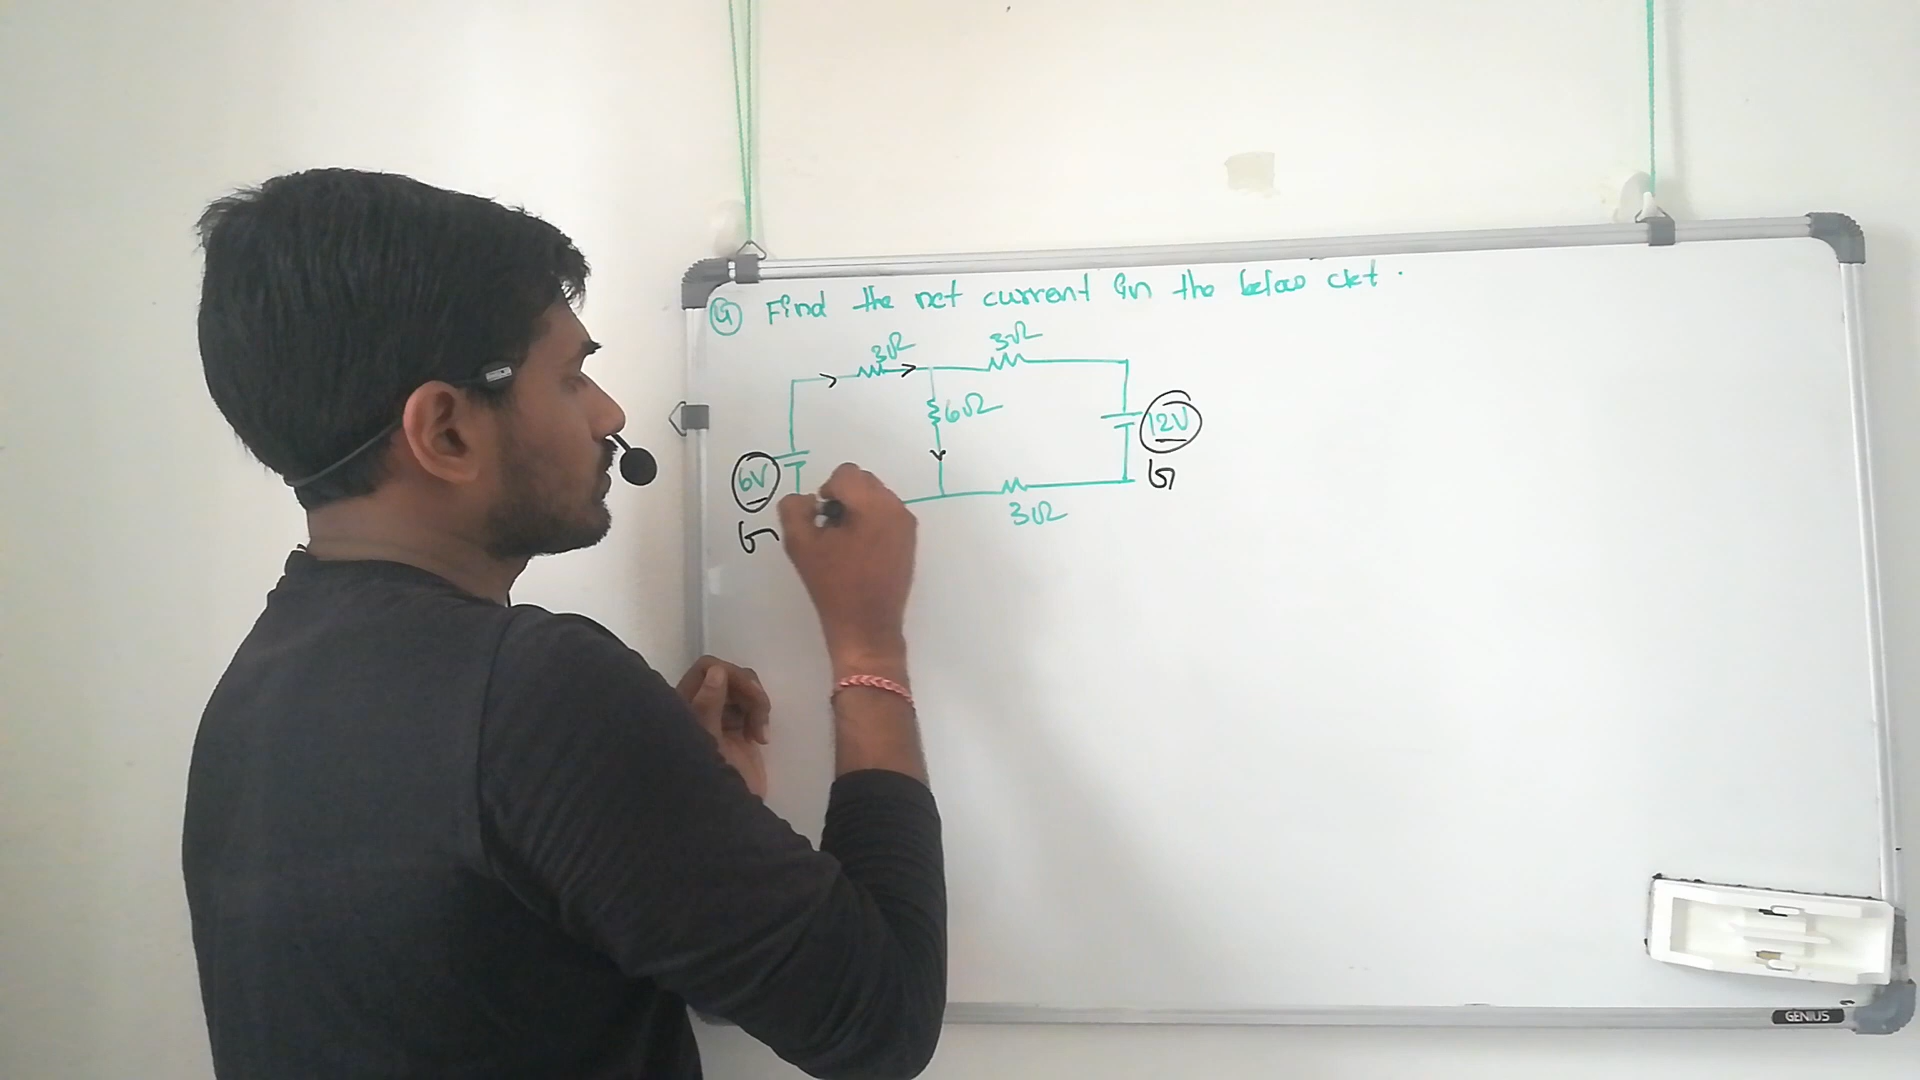 Q Find the net current in the below ckt.
3Ω 3Ω
6Ω 12V
6V
3Ω
GENIUS